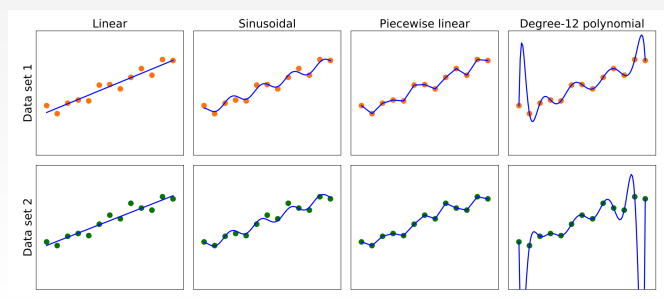 Linear
Sinusoidal
Piecewise linear
Degree-12 polynomial
Data set 1
Data set 2